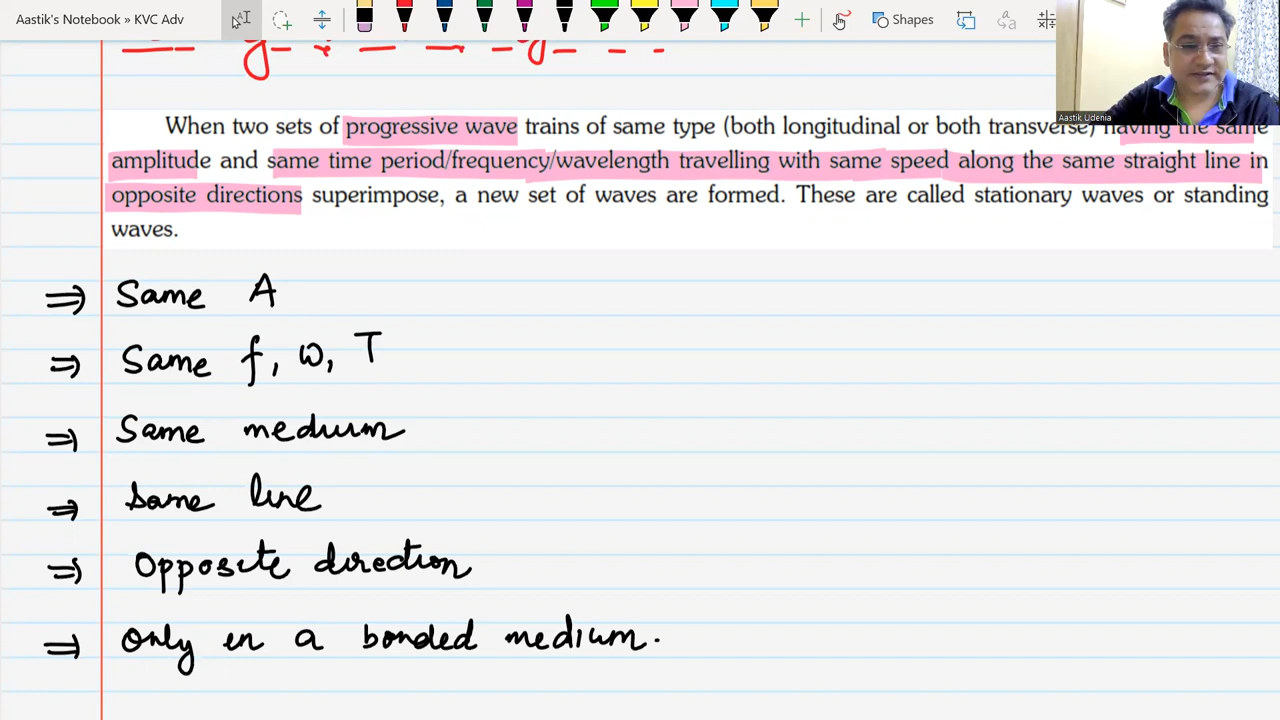 Aastik's Notebook » KVC Adv
Shapes
Aastik Udenia
When two sets of progressive wave trains of same type (both longitudinal or both transverse) having the same
amplitude and same time period/frequency/wavelength travelling with same speed along the same straight line in
opposite directions superimpose, a new set of waves are formed. These are called stationary waves or standing
waves.
⇒ Same A
⇒ Same f, ω, T
⇒ Same medium
⇒ Same line
⇒ Opposite direction
⇒ Only in a bonded medium.